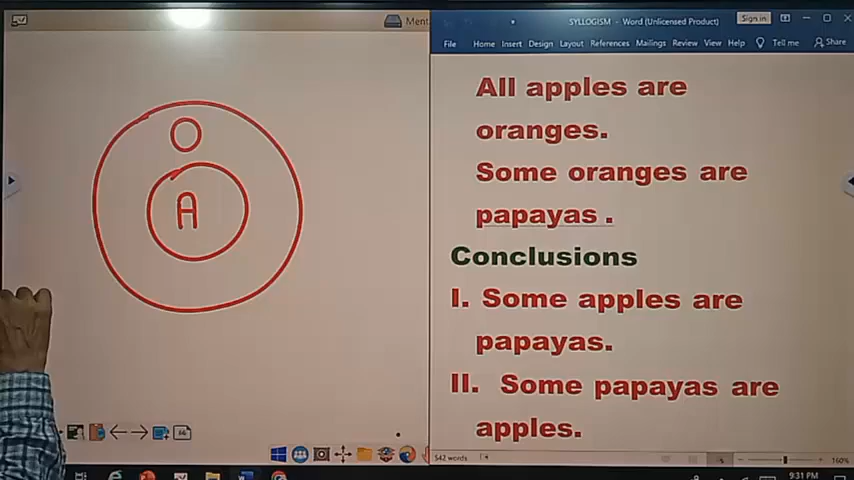 Ment
SYLLOGISM - Word (Unlicensed Product)
Sign in
File Home Insert Design Layout References Mailings Review View Help Tell me Share
O
A
All apples are
oranges.
Some oranges are
papayas .
Conclusions
I. Some apples are
papayas.
II. Some papayas are
apples.
542 words
160%
9:31 PM